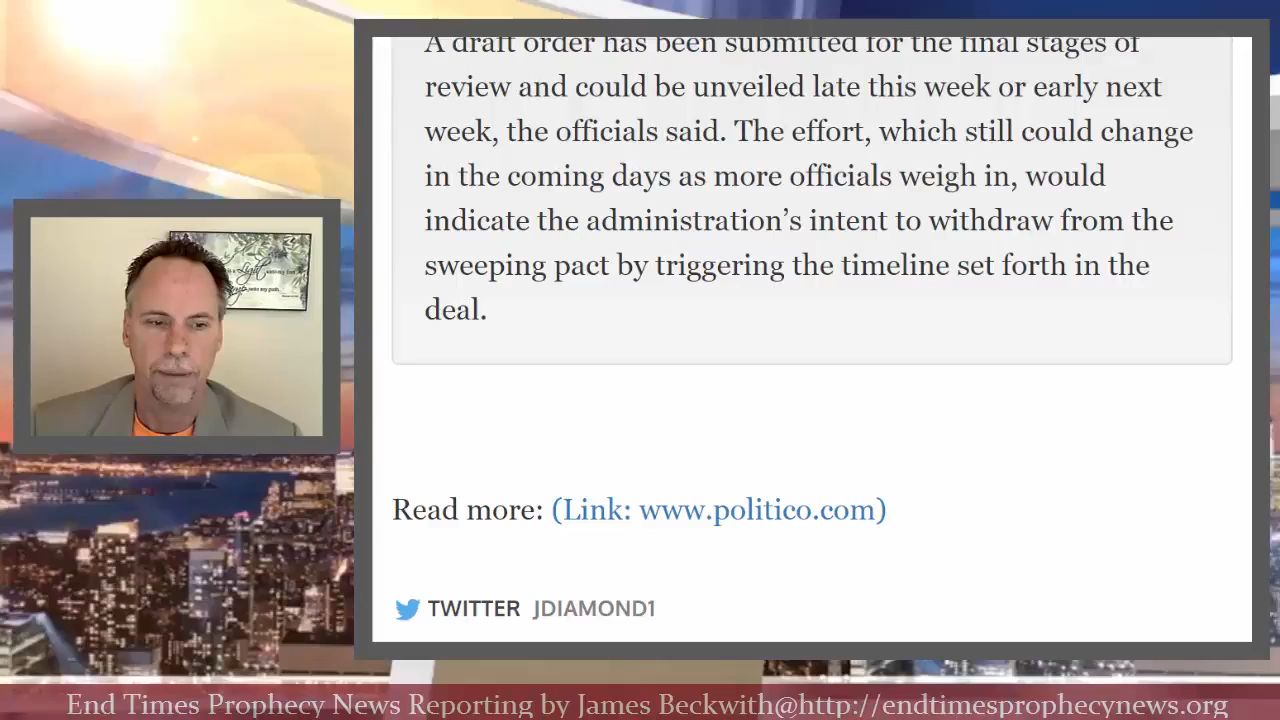 A draft order has been submitted for the final stages of
review and could be unveiled late this week or early next
week, the officials said. The effort, which still could change
in the coming days as more officials weigh in, would
indicate the administration’s intent to withdraw from the
sweeping pact by triggering the timeline set forth in the
deal.
Read more: (Link: www.politico.com)
TWITTER JDIAMOND1
Light
path.
End Times Prophecy News Reporting by James Beckwith@http://endtimesprophecynews.org